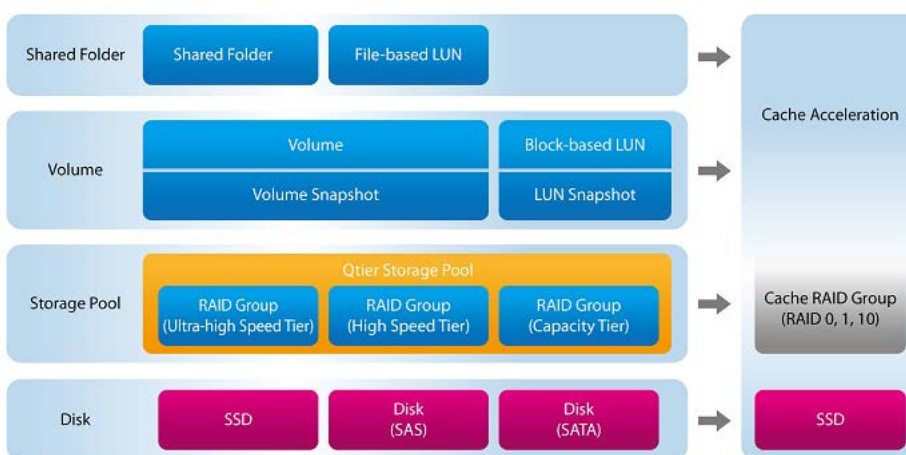 Shared Folder
Shared Folder
File-based LUN
Cache Acceleration
Volume
Volume
Block-based LUN
Volume Snapshot
LUN Snapshot
Storage Pool
Qtier Storage Pool
RAID Group
(Ultra-high Speed Tier)
RAID Group
(High Speed Tier)
RAID Group
(Capacity Tier)
Cache RAID Group
(RAID 0, 1, 10)
Disk
SSD
Disk
(SAS)
Disk
(SATA)
SSD